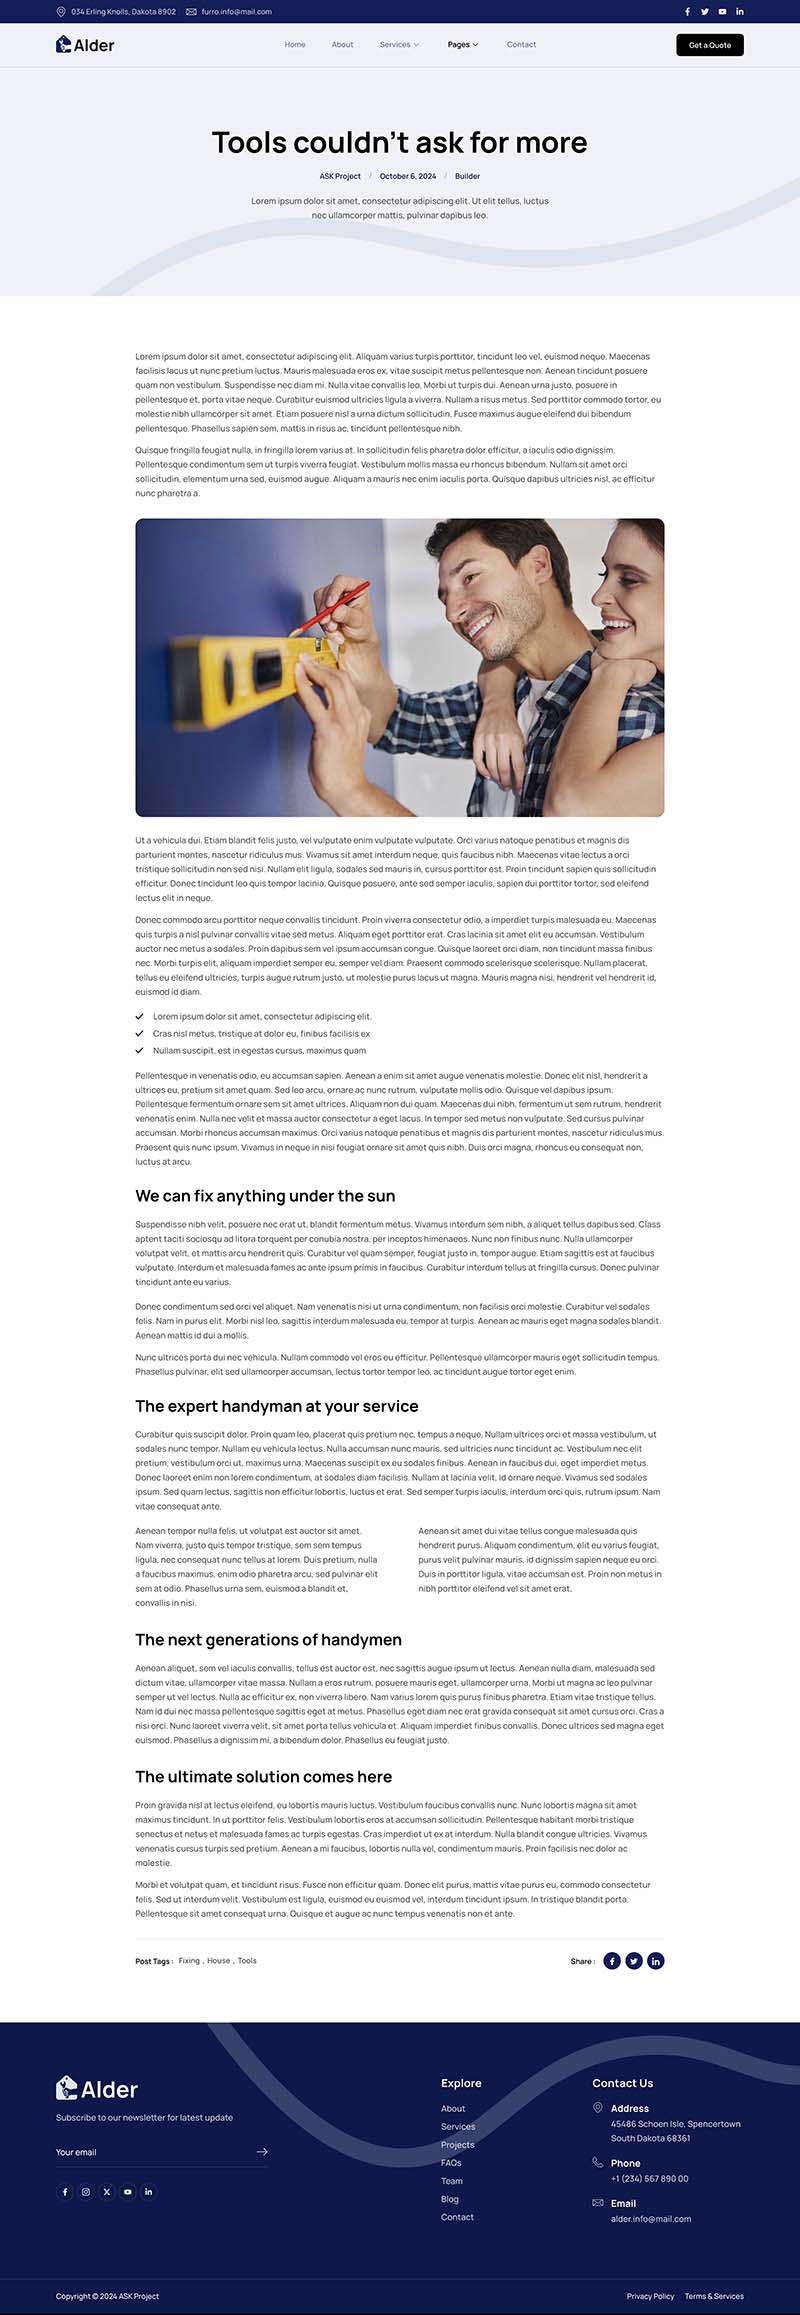 034 Erling Knolls, Dakota 8902 furro.info@mail.com
Alder Home About Services Pages Contact Get a Quote
Tools couldn't ask for more
ASK Project / October 6, 2024 / Builder
Lorem ipsum dolor sit amet, consectetur adipiscing elit. Ut elit tellus, luctus
nec ullamcorper mattis, pulvinar dapibus leo.
Lorem ipsum dolor sit amet, consectetur adipiscing elit. Aliquam varius turpis porttitor, tincidunt leo vel, euismod neque. Maecenas
facilisis lacus ut nunc pretium luctus. Mauris malesuada eros ex, vitae suscipit metus pellentesque non. Aenean tincidunt posuere
quam non vestibulum. Suspendisse nec diam mi. Nulla vitae convallis leo. Morbi ut turpis dui. Aenean urna justo, posuere in
pellentesque et, porta vitae neque. Curabitur euismod ultricies ligula a viverra. Nullam a risus metus. Sed porttitor commodo tortor, eu
molestie nibh ullamcorper sit amet. Etiam posuere nisl a urna dictum sollicitudin. Fusce maximus augue eleifend dui bibendum
pellentesque. Phasellus sapien sem, mattis in risus ac, tincidunt pellentesque nibh.
Quisque fringilla feugiat nulla, in fringilla lorem varius at. In sollicitudin felis pharetra dolor efficitur, a iaculis odio dignissim.
Pellentesque condimentum sem ut turpis viverra feugiat. Vestibulum mollis massa eu rhoncus bibendum. Nullam sit amet orci
sollicitudin, elementum urna sed, euismod augue. Aliquam a mauris nec enim iaculis porta. Quisque dapibus ultricies nisl, ac efficitur
nunc pharetra a.
Ut a vehicula dui. Etiam blandit felis justo, vel vulputate enim vulputate vulputate. Orci varius natoque penatibus et magnis dis
parturient montes, nascetur ridiculus mus. Vivamus sit amet interdum neque, quis faucibus nibh. Maecenas vitae lectus a orci
tristique sollicitudin non sed nisi. Nullam elit ligula, sodales sed mauris in, cursus porttitor est. Proin tincidunt sapien quis sollicitudin
efficitur. Donec tincidunt leo quis tempor lacinia. Quisque posuere, ante sed semper iaculis, sapien dui porttitor tortor, sed eleifend
lectus elit in neque.
Donec commodo arcu porttitor neque convallis tincidunt. Proin viverra consectetur odio, a imperdiet turpis malesuada eu. Maecenas
quis turpis a nisl pulvinar convallis vitae sed metus. Aliquam eget porttitor erat. Cras lacinia sit amet elit eu accumsan. Vestibulum
auctor nec metus a sodales. Proin dapibus sem vel ipsum accumsan congue. Quisque laoreet orci diam, non tincidunt massa finibus
nec. Morbi turpis elit, aliquam imperdiet semper eu, semper vel diam. Praesent commodo scelerisque scelerisque. Nullam placerat,
tellus eu eleifend ultricies, turpis augue rutrum justo, ut molestie purus lacus ut magna. Mauris magna nisi, hendrerit vel hendrerit id,
euismod id diam.
Lorem ipsum dolor sit amet, consectetur adipiscing elit.
Cras nisl metus, tristique at dolor eu, finibus facilisis ex
Nullam suscipit, est in egestas cursus, maximus quam
Pellentesque in venenatis odio, eu accumsan sapien. Aenean a enim sit amet augue venenatis molestie. Donec elit nisl, hendrerit a
ultrices eu, pretium sit amet quam. Sed leo arcu, ornare ac nunc rutrum, vulputate mollis odio. Quisque vel dapibus ipsum.
Pellentesque fermentum ornare sem sit amet ultrices. Aliquam non dui quam. Maecenas dui nibh, fermentum ut sem rutrum, hendrerit
venenatis enim. Nulla nec velit et massa auctor consectetur a eget lacus. In tempor sed metus non vulputate. Sed cursus pulvinar
accumsan. Morbi rhoncus accumsan maximus. Orci varius natoque penatibus et magnis dis parturient montes, nascetur ridiculus mus.
Praesent quis nunc ipsum. Vivamus in neque in nisi feugiat ornare sit amet quis nibh. Duis orci magna, rhoncus eu consequat non,
luctus at arcu.
We can fix anything under the sun
Suspendisse nibh velit, posuere nec erat ut, blandit fermentum metus. Vivamus interdum sem nibh, a aliquet tellus dapibus sed. Class
aptent taciti sociosqu ad litora torquent per conubia nostra, per inceptos himenaeos. Nunc non finibus nunc. Nulla ullamcorper
volutpat velit, et mattis arcu hendrerit quis. Curabitur vel quam semper, feugiat justo in, tempor augue. Etiam sagittis est at faucibus
vulputate. Interdum et malesuada fames ac ante ipsum primis in faucibus. Curabitur interdum tellus at fringilla cursus. Donec pulvinar
tincidunt ante eu varius.
Donec condimentum sed orci vel aliquet. Nam venenatis nisi ut urna condimentum, non facilisis orci molestie. Curabitur vel sodales
felis. Nam in purus elit. Morbi nisl leo, sagittis interdum malesuada eu, tempor at turpis. Aenean ac mauris eget magna sodales blandit.
Aenean mattis id dui a mollis.
Nunc ultrices porta dui nec vehicula. Nullam commodo vel eros eu efficitur. Pellentesque ullamcorper mauris eget sollicitudin tempus.
Phasellus pulvinar, elit sed ullamcorper accumsan, lectus tortor tempor leo, ac tincidunt augue tortor eget enim.
The expert handyman at your service
Curabitur quis suscipit dolor. Proin quam leo, placerat quis pretium nec, tempus a neque. Nullam ultrices orci et massa vestibulum, ut
sodales nunc tempor. Nullam eu vehicula lectus. Nulla accumsan nunc mauris, sed ultricies nunc tincidunt ac. Vestibulum nec elit
pretium, vestibulum orci ut, maximus urna. Maecenas suscipit ex eu sodales finibus. Aenean in faucibus dui, eget imperdiet metus.
Donec laoreet enim non lorem condimentum, at sodales diam facilisis. Nullam at lacinia velit, id ornare neque. Vivamus sed sodales
ipsum. Sed quam lectus, sagittis non efficitur lobortis, luctus et erat. Sed semper turpis iaculis, interdum orci quis, rutrum ipsum. Nam
vitae consequat ante.
Aenean tempor nulla felis, ut volutpat est auctor sit amet.
Nam viverra, justo quis tempor tristique, sem sem tempus
ligula, nec consequat nunc tellus at lorem. Duis pretium, nulla
a faucibus maximus, enim odio pharetra arcu, sed pulvinar elit
sem at odio. Phasellus urna sem, euismod a blandit et,
convallis in nisi.
Aenean sit amet dui vitae tellus congue malesuada quis
hendrerit purus. Aliquam condimentum, elit eu varius feugiat,
purus velit pulvinar mauris, id dignissim sapien neque eu orci.
Duis in porttitor ligula, vitae accumsan est. Proin non metus in
nibh porttitor eleifend vel sit amet erat.
The next generations of handymen
Aenean aliquet, sem vel iaculis convallis, tellus est auctor est, nec sagittis augue ipsum ut lectus. Aenean nulla diam, malesuada sed
dictum vitae, ullamcorper vitae massa. Nullam a eros rutrum, posuere mauris eget, ullamcorper urna. Morbi ut magna ac leo pulvinar
semper ut vel lectus. Nulla ac efficitur ex, non viverra libero. Nam varius lorem quis purus finibus pharetra. Etiam vitae tristique tellus.
Nam id dui nec massa pellentesque sagittis eget at metus. Phasellus eget diam nec erat gravida consequat sit amet cursus orci. Cras a
nisi orci. Nunc laoreet viverra velit, sit amet porta tellus vehicula et. Aliquam imperdiet finibus convallis. Donec ultrices sed magna eget
euismod. Phasellus a dignissim mi, a bibendum dolor. Phasellus eu feugiat justo.
The ultimate solution comes here
Proin gravida nisl at lectus eleifend, eu lobortis mauris luctus. Vestibulum faucibus convallis nunc. Nunc lobortis magna sit amet
maximus tincidunt. In ut porttitor felis. Vestibulum lobortis eros at accumsan sollicitudin. Pellentesque habitant morbi tristique
senectus et netus et malesuada fames ac turpis egestas. Cras imperdiet ut ex at interdum. Nulla blandit congue ultricies. Vivamus
venenatis cursus turpis sed pretium. Aenean a mi faucibus, lobortis nulla vel, condimentum mauris. Proin facilisis nec dolor ac
molestie.
Morbi et volutpat quam, et tincidunt risus. Fusce non efficitur quam. Donec elit purus, mattis vitae purus eu, commodo consectetur
felis. Sed ut interdum velit. Vestibulum est ligula, euismod eu euismod vel, interdum tincidunt ipsum. In tristique blandit porta.
Pellentesque sit amet consequat urna. Quisque et augue ac nunc tempus venenatis non et ante.
Post Tags : Fixing , House , Tools Share :
Alder
Subscribe to our newsletter for latest update
Your email
Explore
About
Services
Projects
FAQs
Team
Blog
Contact
Contact Us
Address
45486 Schoen Isle, Spencertown
South Dakota 68361
Phone
+1 (234) 567 890 00
Email
alder.info@mail.com
Copyright © 2024 ASK Project Privacy Policy Terms & Services